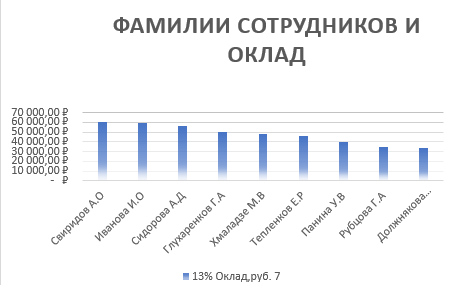 ФАМИЛИИ СОТРУДНИКОВ И
ОКЛАД
70 000,00 ₽
60 000,00 ₽
50 000,00 ₽
40 000,00 ₽
30 000,00 ₽
20 000,00 ₽
10 000,00 ₽
- ₽
Свиридов А.О
Иванова И.О
Сидорова А.Д
Глухаренков Г.А
Хмаладзе М.В
Тепленков Е.Р
Панина У.В
Рубцова Г.А
Должнякова...
13% Оклад,руб. 7